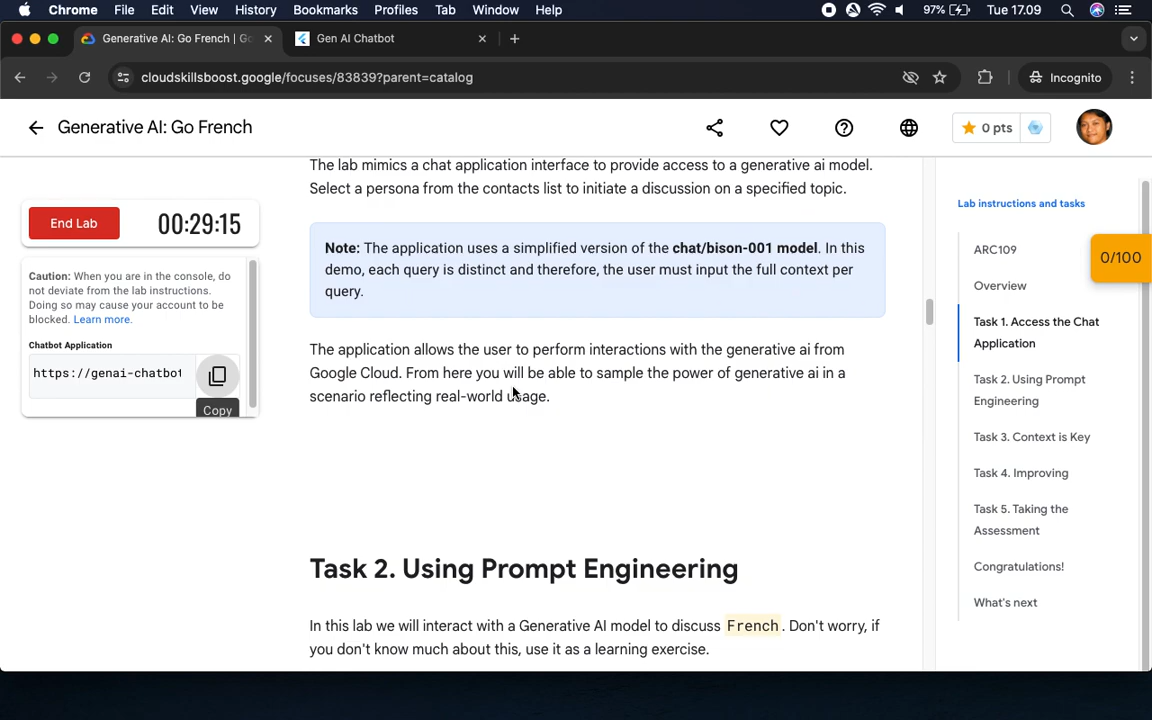 Chrome File Edit View History Bookmarks Profiles Tab Window Help 97% Tue 17.09
Generative AI: Go French | Go Gen AI Chatbot
cloudskillsboost.google/focuses/83839?parent=catalog Incognito
Generative AI: Go French 0 pts
The lab mimics a chat application interface to provide access to a generative ai model.
Select a persona from the contacts list to initiate a discussion on a specified topic.
Note: The application uses a simplified version of the chat/bison-001 model. In this
demo, each query is distinct and therefore, the user must input the full context per
query.
The application allows the user to perform interactions with the generative ai from
Google Cloud. From here you will be able to sample the power of generative ai in a
scenario reflecting real-world usage.
Task 2. Using Prompt Engineering
In this lab we will interact with a Generative AI model to discuss French. Don't worry, if
you don't know much about this, use it as a learning exercise.
End Lab 00:29:15
Caution: When you are in the console, do
not deviate from the lab instructions.
Doing so may cause your account to be
blocked. Learn more.
Chatbot Application
https://genai-chatbot
Copy
Lab instructions and tasks
0/100
ARC109
Overview
Task 1. Access the Chat
Application
Task 2. Using Prompt
Engineering
Task 3. Context is Key
Task 4. Improving
Task 5. Taking the
Assessment
Congratulations!
What's next